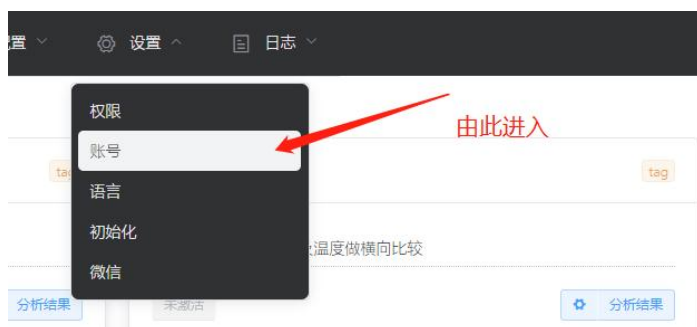 置 设置 日志
权限
由此进入
账号
tag
tag
语言
初始化
温度做横向比较
微信
分析结果 未激活 分析结果